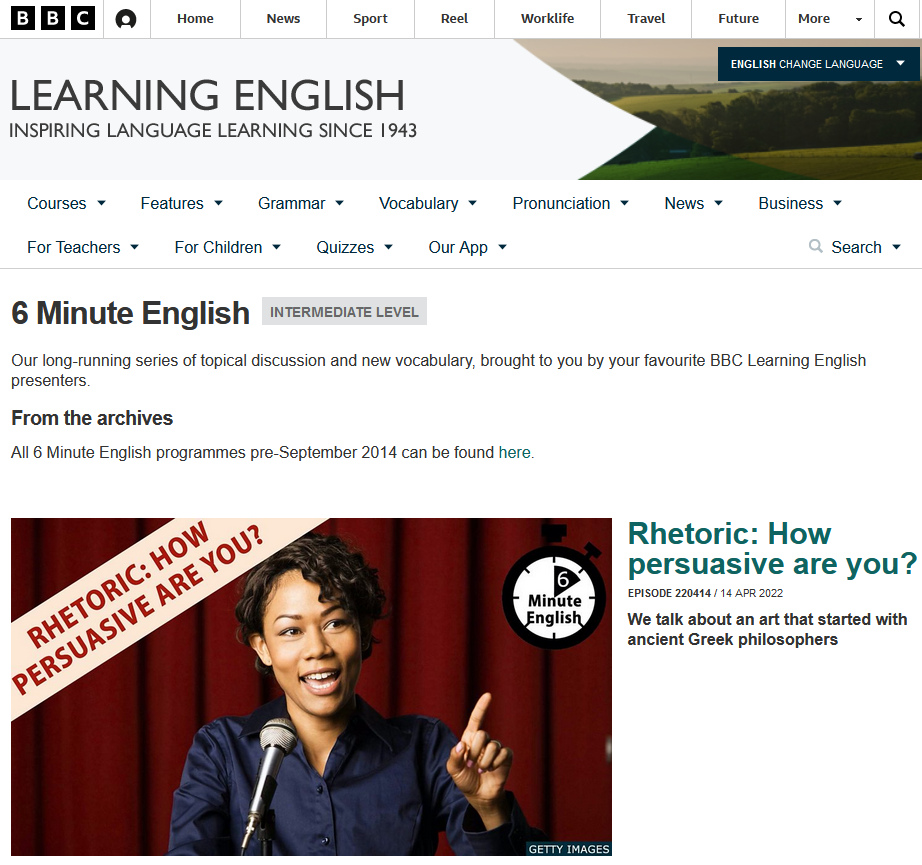 BBC
Home
News
Sport
Reel
Worklife
Travel
Future
More
ENGLISH CHANGE LANGUAGE
LEARNING ENGLISH
INSPIRING LANGUAGE LEARNING SINCE 1943
Courses
Features
Grammar
Vocabulary
Pronunciation
News
Business
For Teachers
For Children
Quizzes
Our App
Search
6 Minute English
INTERMEDIATE LEVEL
Our long-running series of topical discussion and new vocabulary, brought to you by your favourite BBC Learning English
presenters.
From the archives
All 6 Minute English programmes pre-September 2014 can be found here.
RHETORIC: HOW
PERSUASIVE ARE YOU?
6
Minute
English
GETTY IMAGES
Rhetoric: How
persuasive are you?
EPISODE 220414 / 14 APR 2022
We talk about an art that started with
ancient Greek philosophers